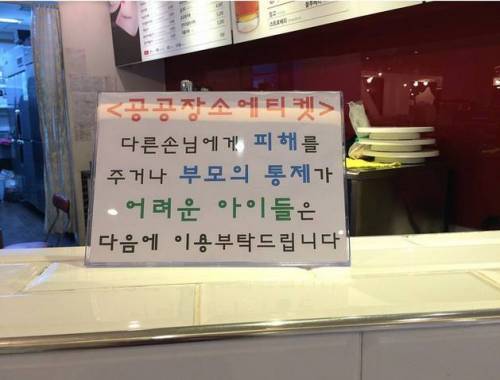 <공공장소에티켓>
다른손님에게 피해를
주거나 부모의 통제가
어려운 아이들은
다음에 이용부탁드립니다